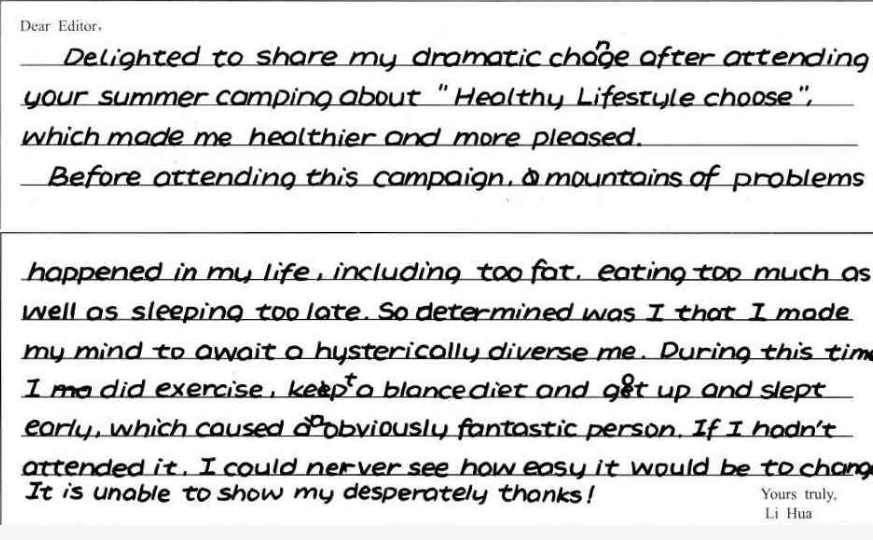 Dear Editor,
Delighted to share my dramatic change after attending
your summer camping about "Healthy Lifestyle choose",
which made me healthier and more pleased.
Before attending this campaign, mountains of problems
happened in my life, including too fat, eating too much as
well as sleeping too late. So determined was I that I made
my mind to await a hysterically diverse me. During this time
I did exercise, kept a blance diet and got up and slept
early, which caused an obviously fantastic person. If I hadn't
attended it, I could nerver see how easy it would be to chang
It is unable to show my desperately thanks!
Yours truly,
Li Hua